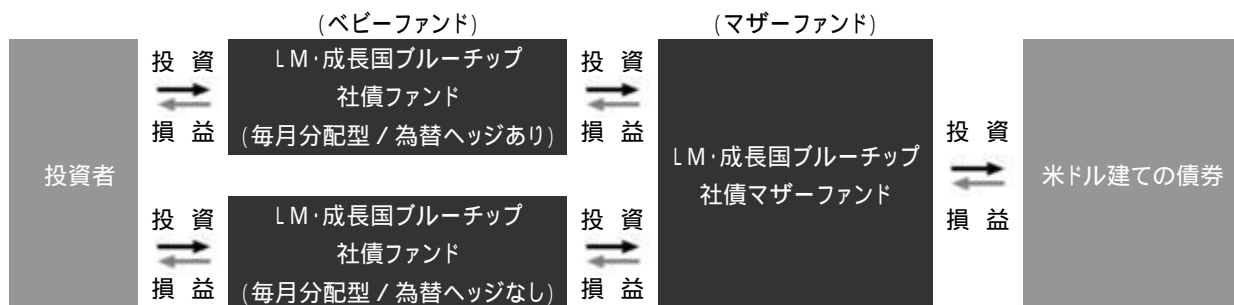 (ベビーファンド)
(マザーファンド)
投資者
投 資
損 益
LM・成長国ブルーチップ
社債ファンド
(毎月分配型/為替ヘッジあり)
投 資
損 益
投 資
損 益
LM・成長国ブルーチップ
社債ファンド
(毎月分配型/為替ヘッジなし)
投 資
損 益
LM・成長国ブルーチップ
社債マザーファンド
投 資
損 益
米ドル建ての債券